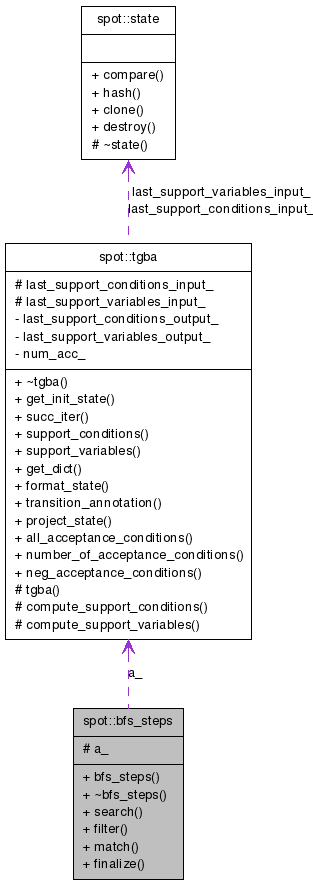 spot::state
+ compare()
+ hash()
+ clone()
+ destroy()
# ~state()
last_support_variables_input_
last_support_conditions_input_
spot::tgba
# last_support_conditions_input_
# last_support_variables_input_
- last_support_conditions_output_
- last_support_variables_output_
- num_acc_
+ ~tgba()
+ get_init_state()
+ succ_iter()
+ support_conditions()
+ support_variables()
+ get_dict()
+ format_state()
+ transition_annotation()
+ project_state()
+ all_acceptance_conditions()
+ number_of_acceptance_conditions()
+ neg_acceptance_conditions()
# tgba()
# compute_support_conditions()
# compute_support_variables()
a_
spot::bfs_steps
# a_
+ bfs_steps()
+ ~bfs_steps()
+ search()
+ filter()
+ match()
+ finalize()